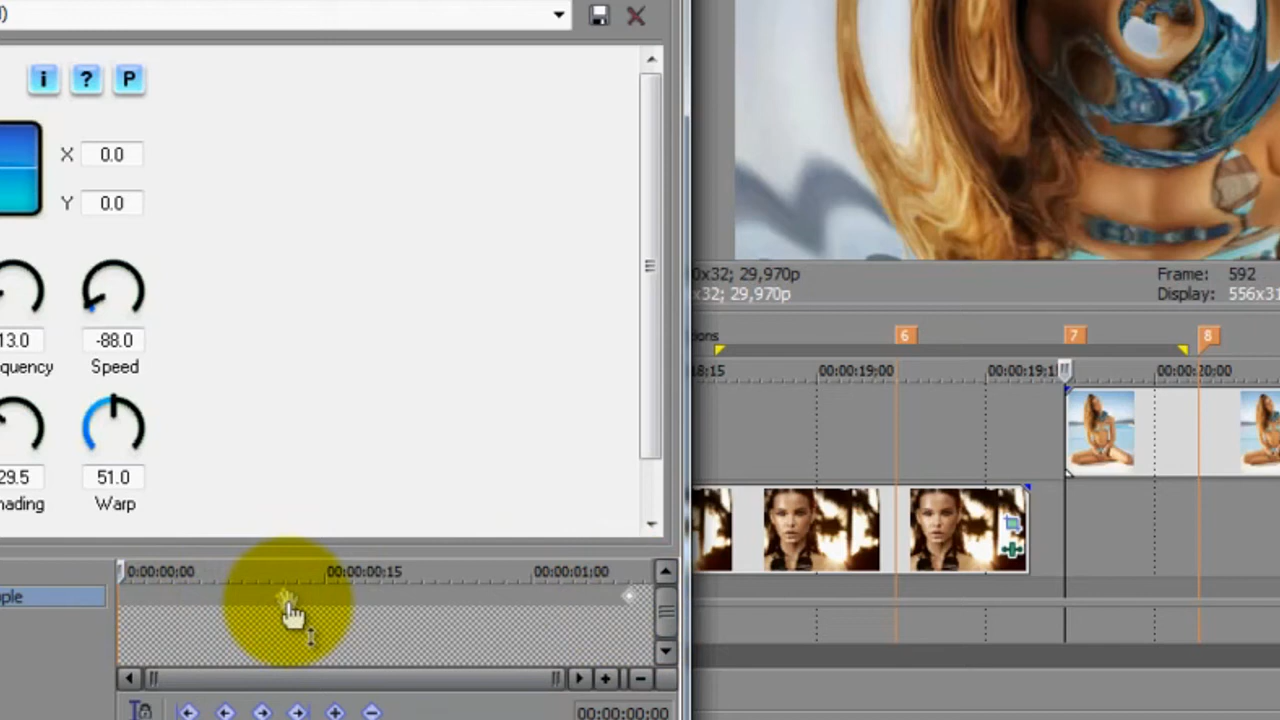 )
i ? P
X 0.0
Y 0.0
13.0 -88.0
quency Speed
29.5 51.0
hading Warp
0x32; 29,970p
x32; 29,970p
Frame: 592
Display: 556x31
ons
6 7 8
18;15 00:00:19;00 00:00:19;1 00:00:20;00
0:00:00;00 00:00:00;15 00:00:01;00
ple
00:00:00;00